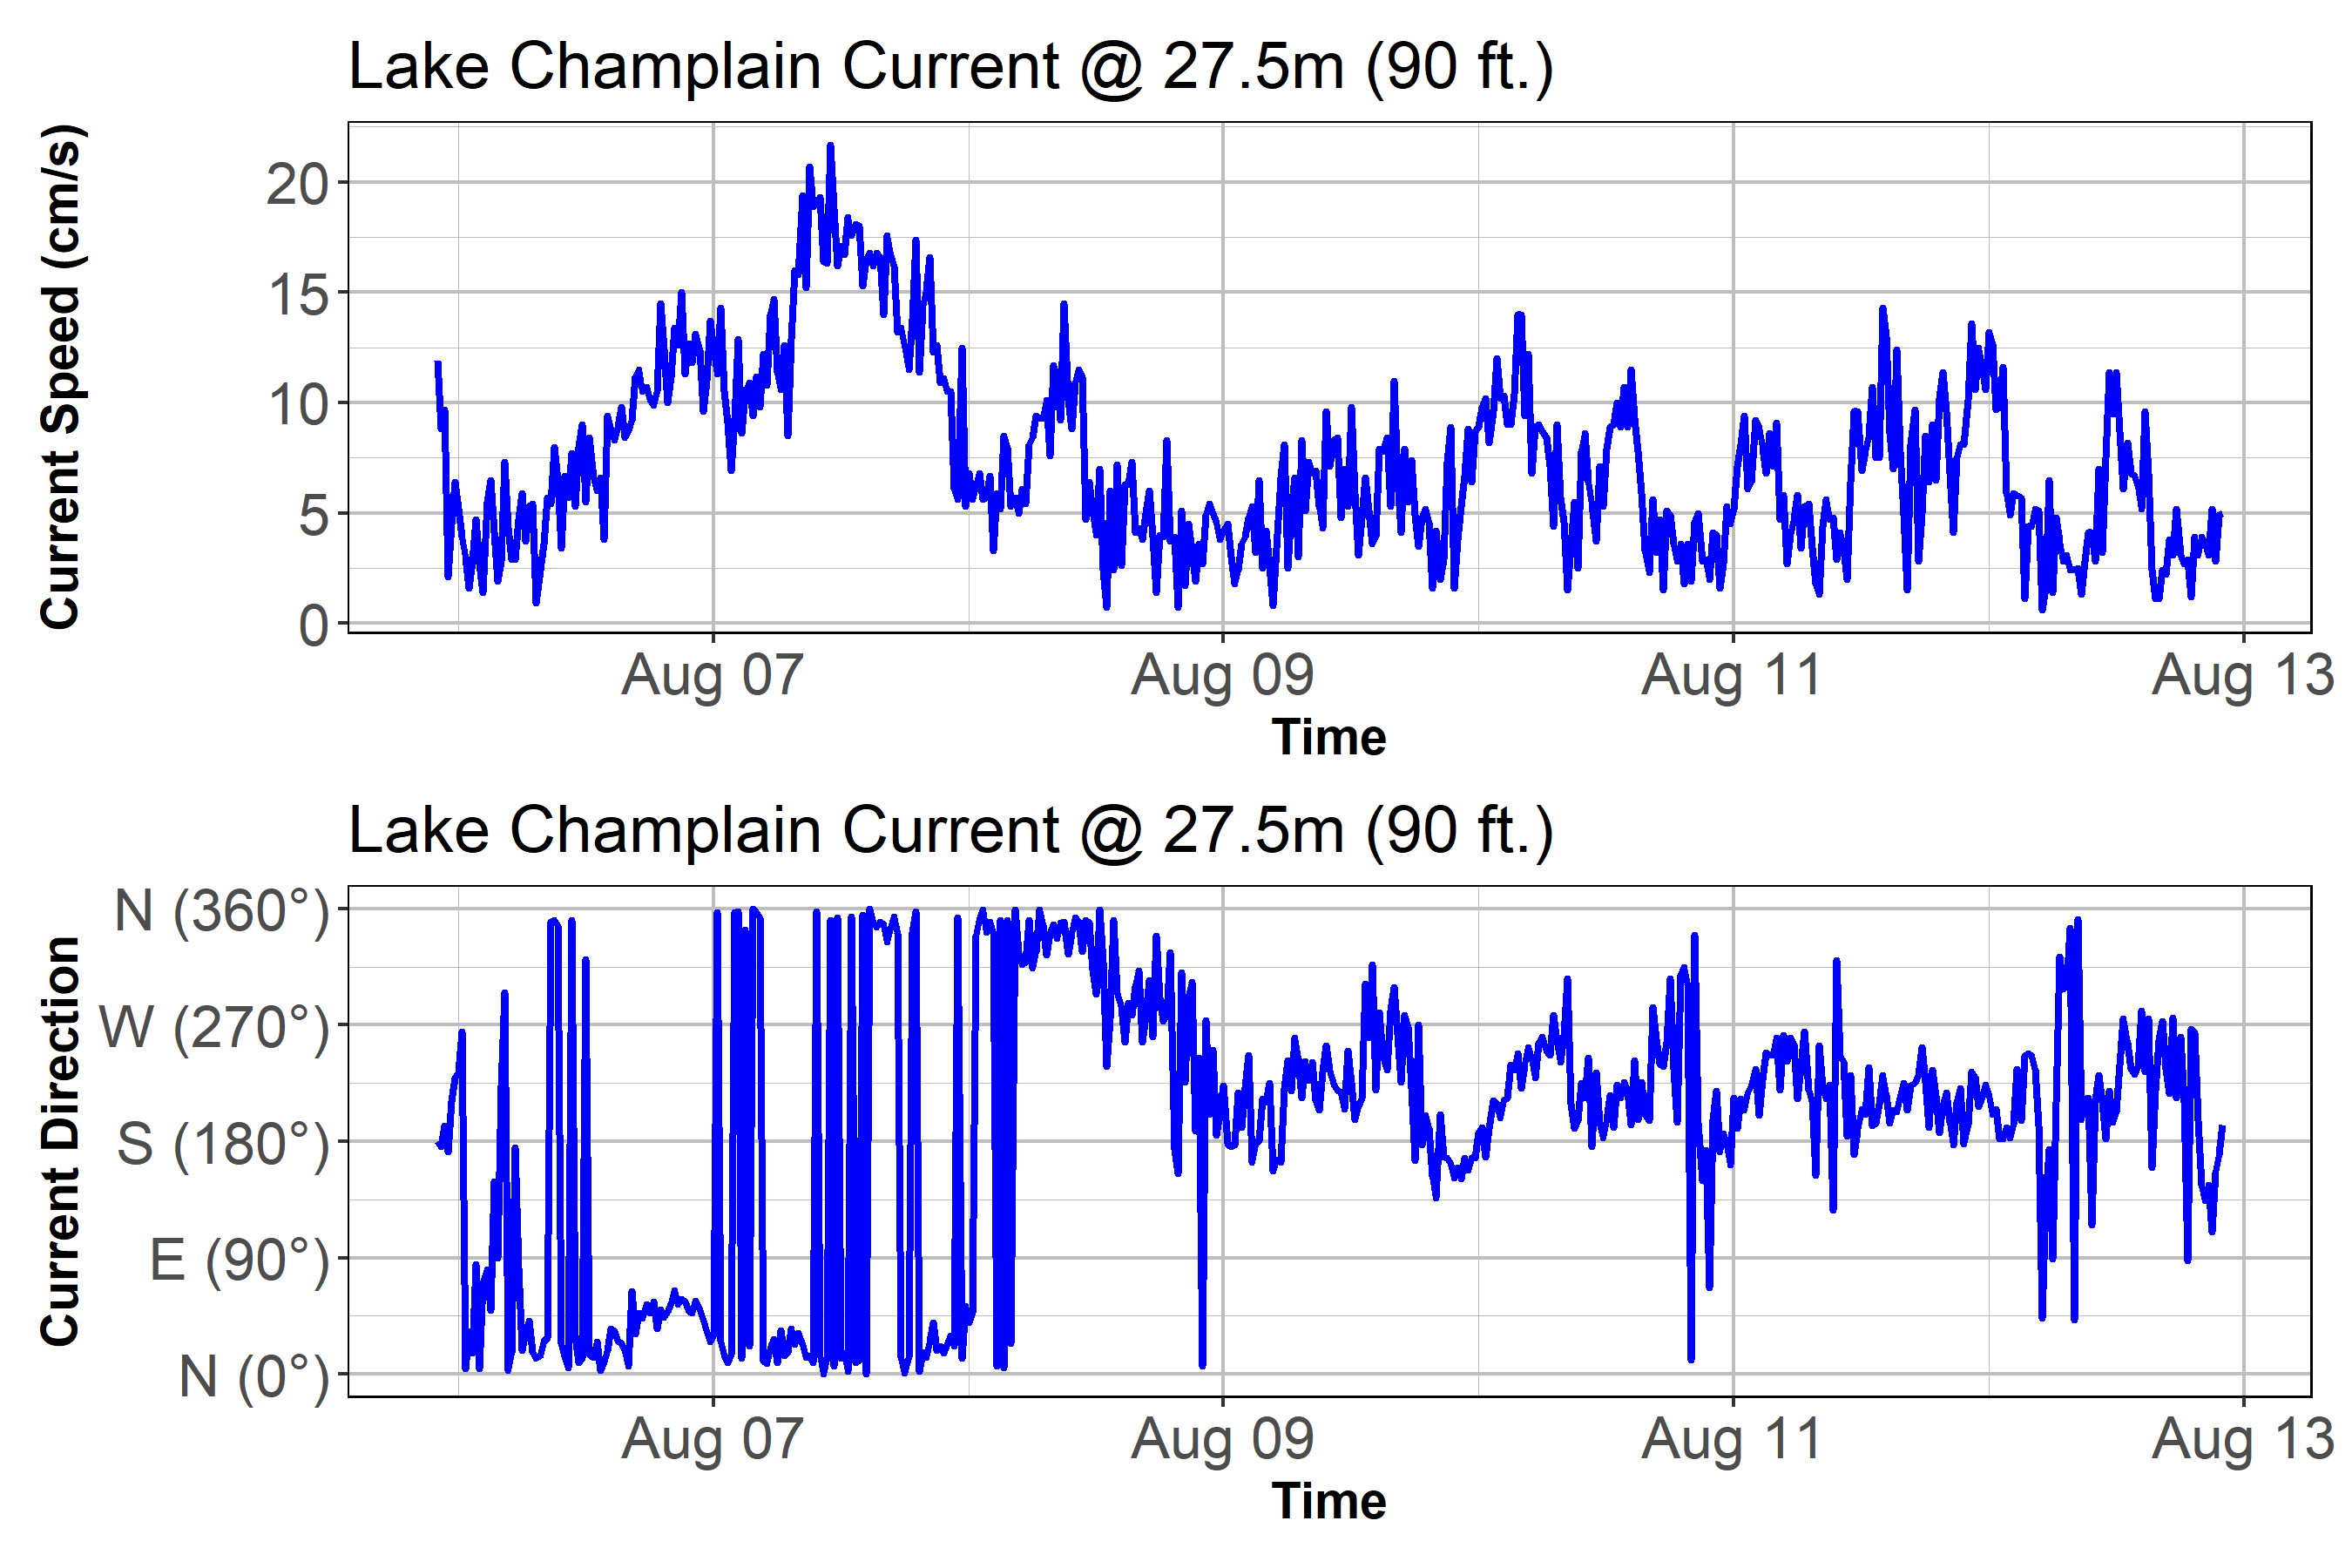 Lake Champlain Current @ 27.5m (90 ft.)
Current Speed (cm/s)
20
15
10
5
0
Aug 07 Aug 09 Aug 11 Aug 13
Time
Lake Champlain Current @ 27.5m (90 ft.)
Current Direction
N (360°)
W (270°)
S (180°)
E (90°)
N (0°)
Aug 07 Aug 09 Aug 11 Aug 13
Time